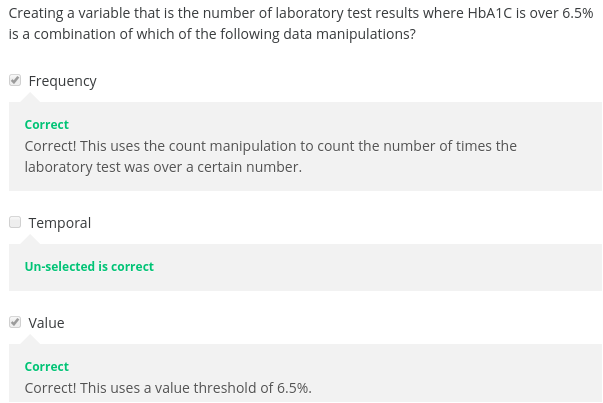 Creating a variable that is the number of laboratory test results where HbA1C is over 6.5%
is a combination of which of the following data manipulations?
Frequency
Correct
Correct! This uses the count manipulation to count the number of times the
laboratory test was over a certain number.
Temporal
Un-selected is correct
Value
Correct
Correct! This uses a value threshold of 6.5%.